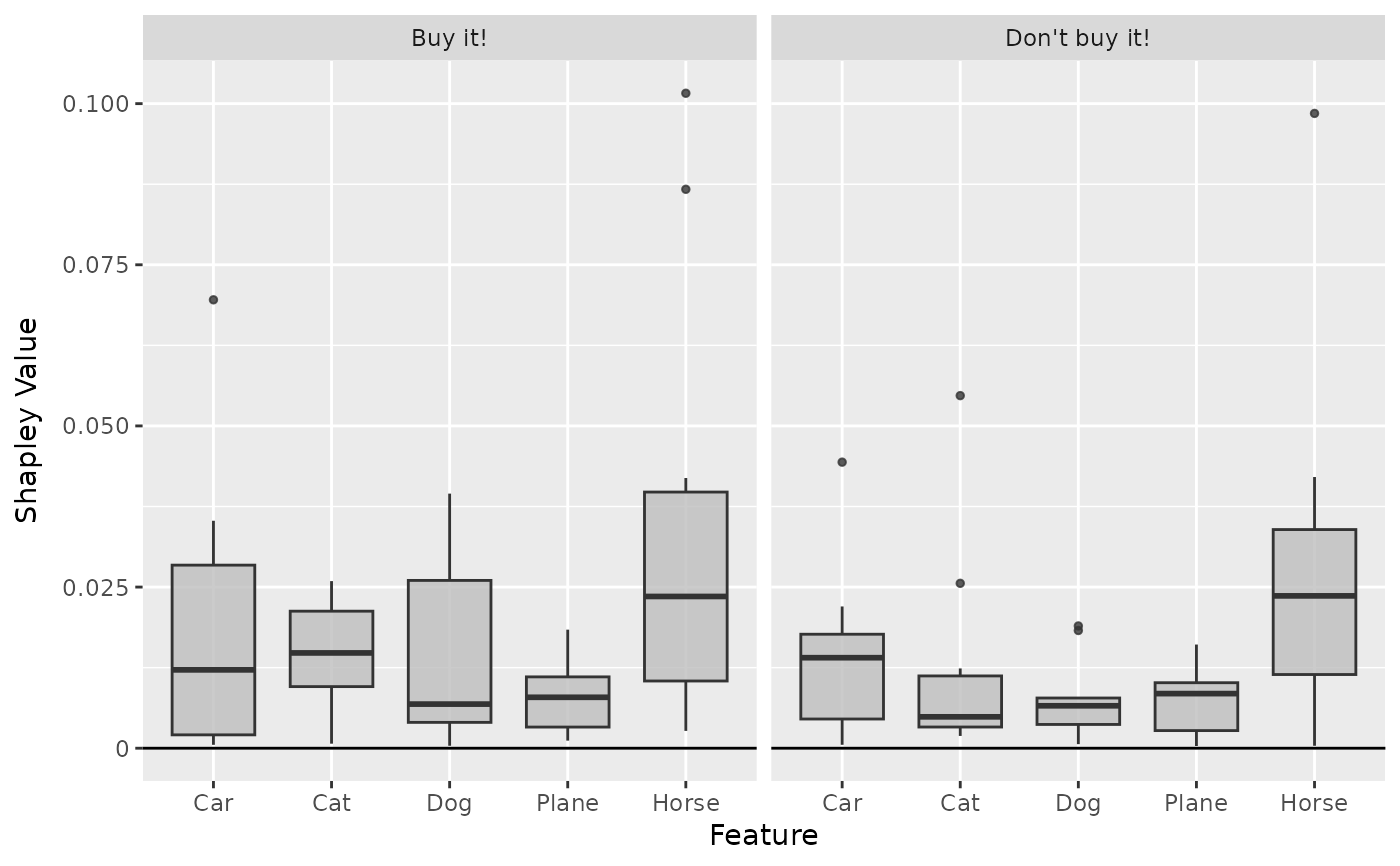 Buy it!
Don't buy it!
Shapley Value
0.100
0.075
0.050
0.025
0
Car Cat Dog Plane Horse
Car Cat Dog Plane Horse
Feature